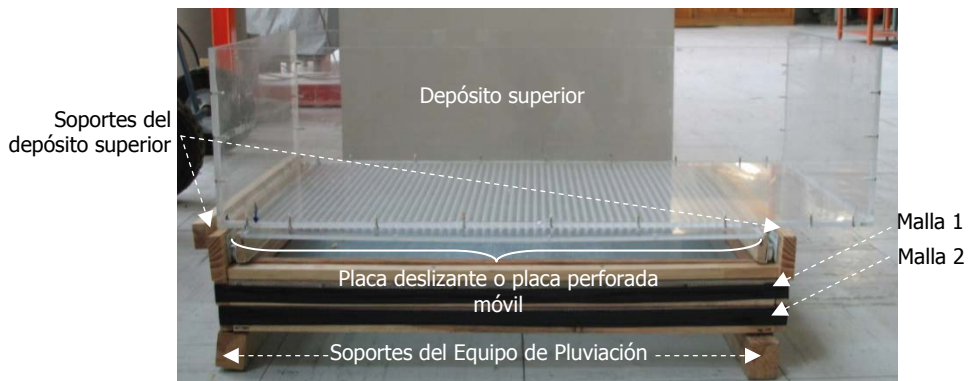 Depósito superior
Soportes del
depósito superior
Malla 1
Malla 2
Placa deslizante o placa perforada
móvil
Soportes del Equipo de Pluviación